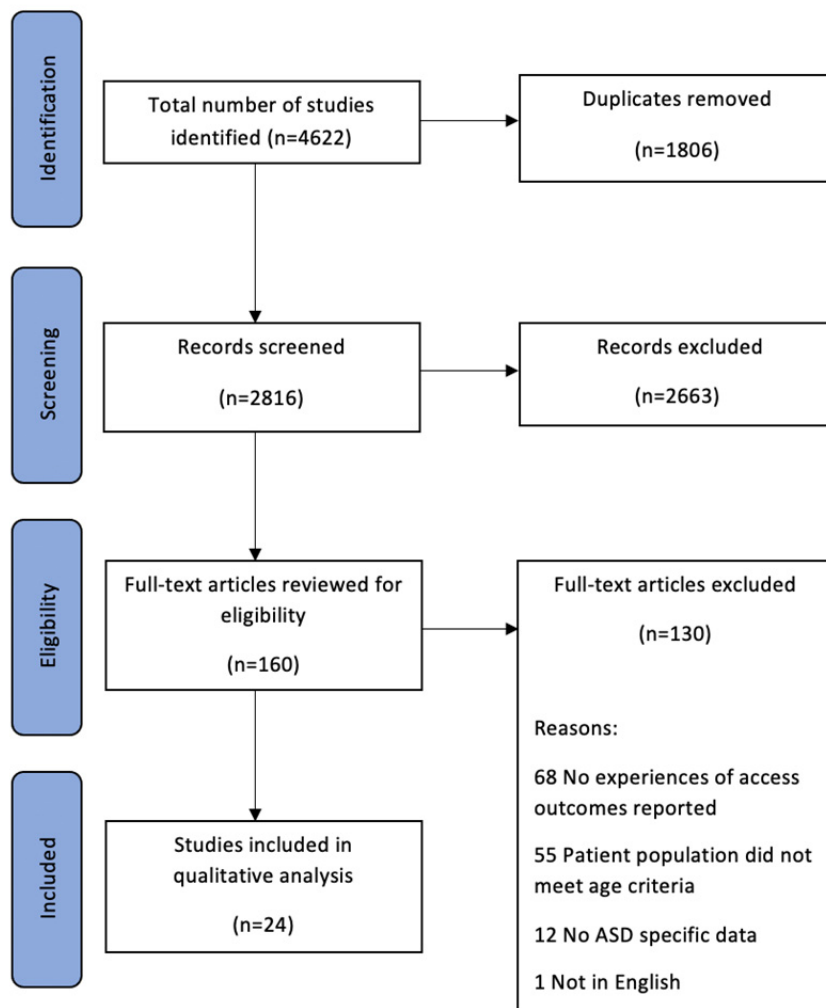 Identification
Total number of studies
identified (n=4622)
Duplicates removed
(n=1806)
Screening
Records screened
(n=2816)
Records excluded
(n=2663)
Eligibility
Full-text articles reviewed for
eligibility
(n=160)
Full-text articles excluded
(n=130)
Reasons:
68 No experiences of access
outcomes reported
55 Patient population did not
meet age criteria
12 No ASD specific data
1 Not in English
Included
Studies included in
qualitative analysis
(n=24)